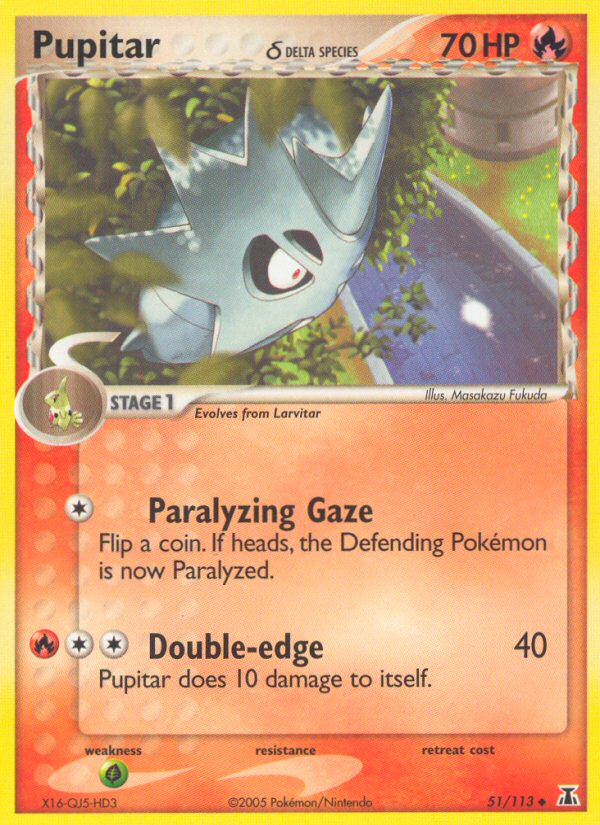 Pupitar δ DELTA SPECIES 70 HP
Illus. Masakazu Fukuda
STAGE 1
Evolves from Larvitar
Paralyzing Gaze
Flip a coin. If heads, the Defending Pokémon
is now Paralyzed.
Double-edge 40
Pupitar does 10 damage to itself.
weakness resistance retreat cost
X16-QJ5-HD3 ©2005 Pokémon/Nintendo 51/113 ◆